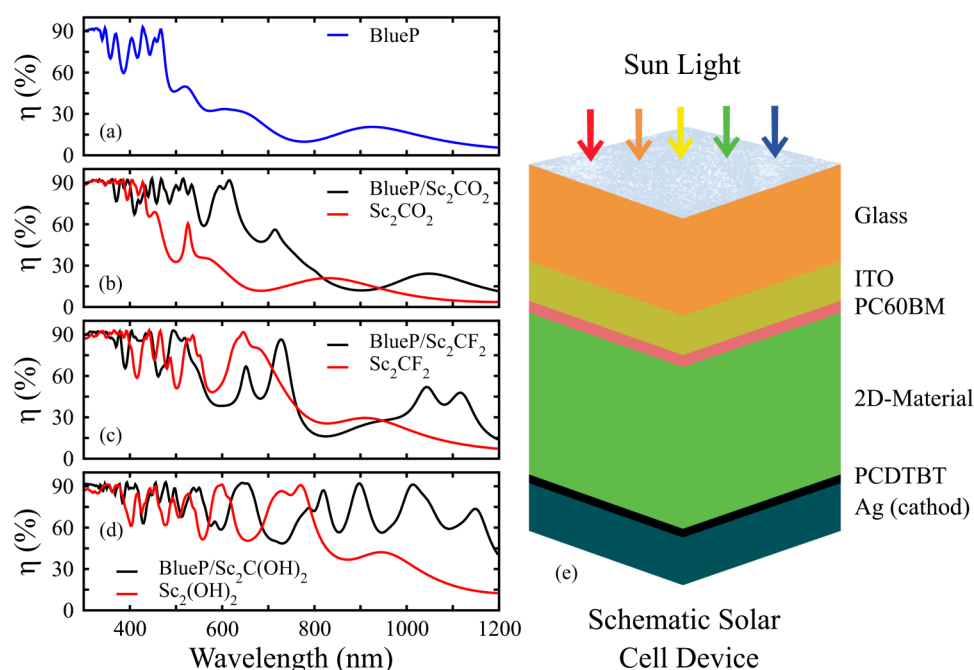 90
60
30
0
η (%)
BlueP
(a)
90
60
30
0
η (%)
BlueP/Sc₂CO₂
Sc₂CO₂
(b)
90
60
30
0
η (%)
BlueP/Sc₂CF₂
Sc₂CF₂
(c)
90
60
30
0
η (%)
(d)
BlueP/Sc₂C(OH)₂
Sc₂(OH)₂
400 600 800 1000 1200
Wavelength (nm)
Sun Light
Glass
ITO
PC60BM
2D-Material
PCDTBT
Ag (cathod)
(e)
Schematic Solar
Cell Device